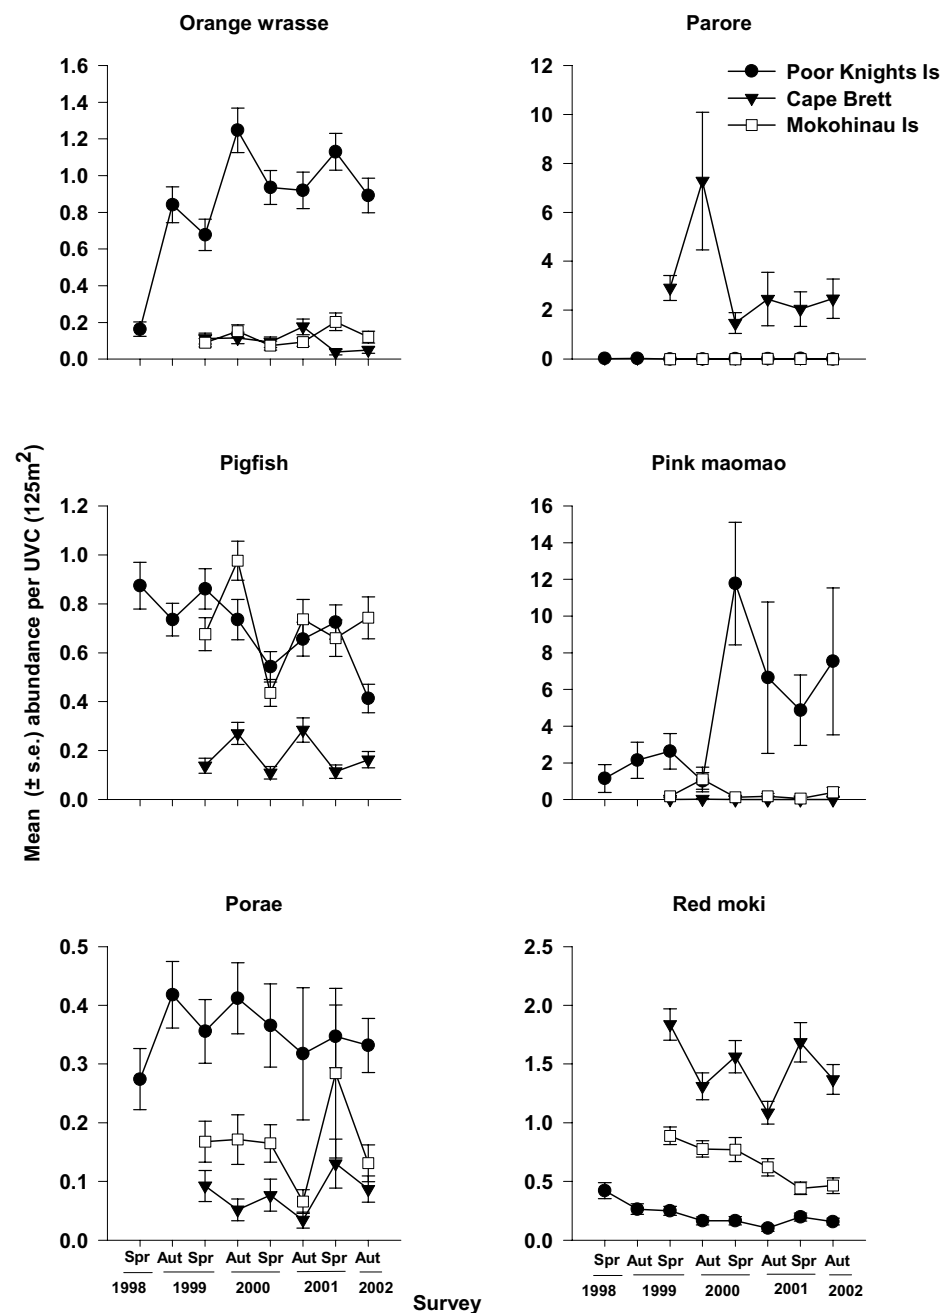 Orange wrasse
1.6
1.4
1.2
1.0
0.8
0.6
0.4
0.2
0.0
Parore
12
10
8
6
4
2
0
Poor Knights Is
Cape Brett
Mokohinau Is
Mean (± s.e.) abundance per UVC (125m²)
Pigfish
1.2
1.0
0.8
0.6
0.4
0.2
0.0
Pink maomao
16
14
12
10
8
6
4
2
0
Porae
0.5
0.4
0.3
0.2
0.1
0.0
Spr Aut Spr Aut Spr Aut Spr Aut
1998 1999 2000 2001 2002
Red moki
2.5
2.0
1.5
1.0
0.5
0.0
Spr Aut Spr Aut Spr Aut Spr Aut
1998 1999 2000 2001 2002
Survey